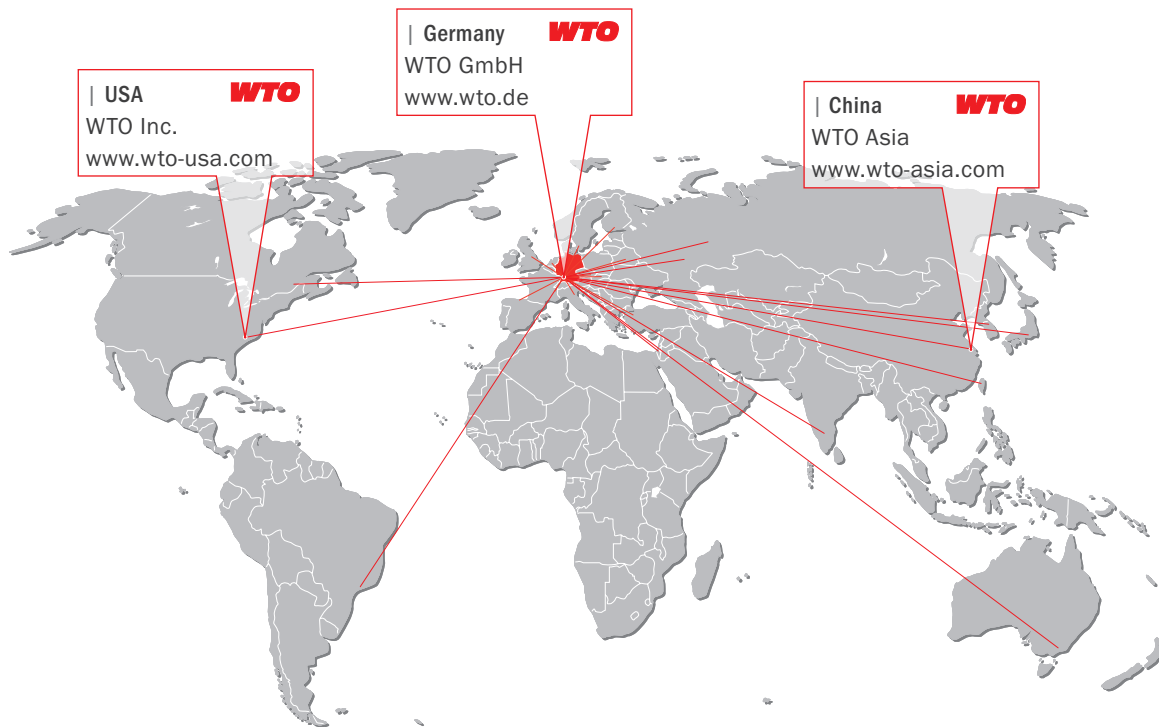 | Germany WTO
WTO GmbH
www.wto.de
| USA WTO
WTO Inc.
www.wto-usa.com
| China WTO
WTO Asia
www.wto-asia.com